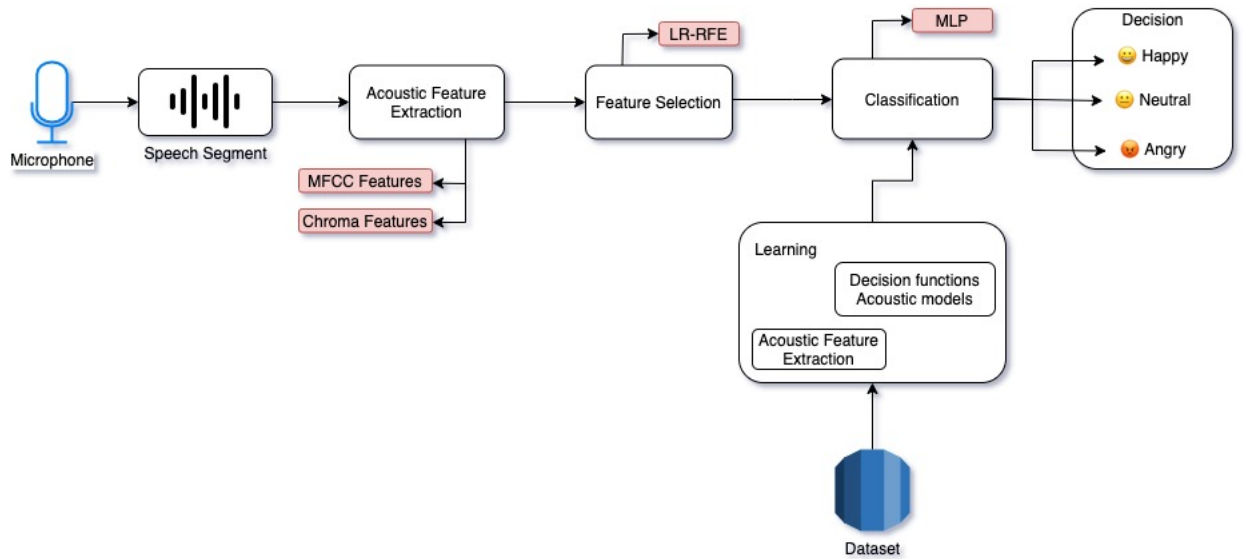 LR-RFE
MLP
Decision
Happy
Neutral
Angry
Microphone
Speech Segment
Acoustic Feature
Extraction
Feature Selection
Classification
MFCC Features
Chroma Features
Learning
Decision functions
Acoustic models
Acoustic Feature
Extraction
Dataset